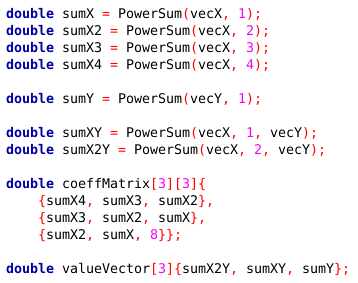 double sumX = PowerSum(vecX, 1);
double sumX2 = PowerSum(vecX, 2);
double sumX3 = PowerSum(vecX, 3);
double sumX4 = PowerSum(vecX, 4);

double sumY = PowerSum(vecY, 1);

double sumXY = PowerSum(vecX, 1, vecY);
double sumX2Y = PowerSum(vecX, 2, vecY);

double coeffMatrix[3][3]{
    {sumX4, sumX3, sumX2},
    {sumX3, sumX2, sumX},
    {sumX2, sumX, 8}};

double valueVector[3]{sumX2Y, sumXY, sumY};